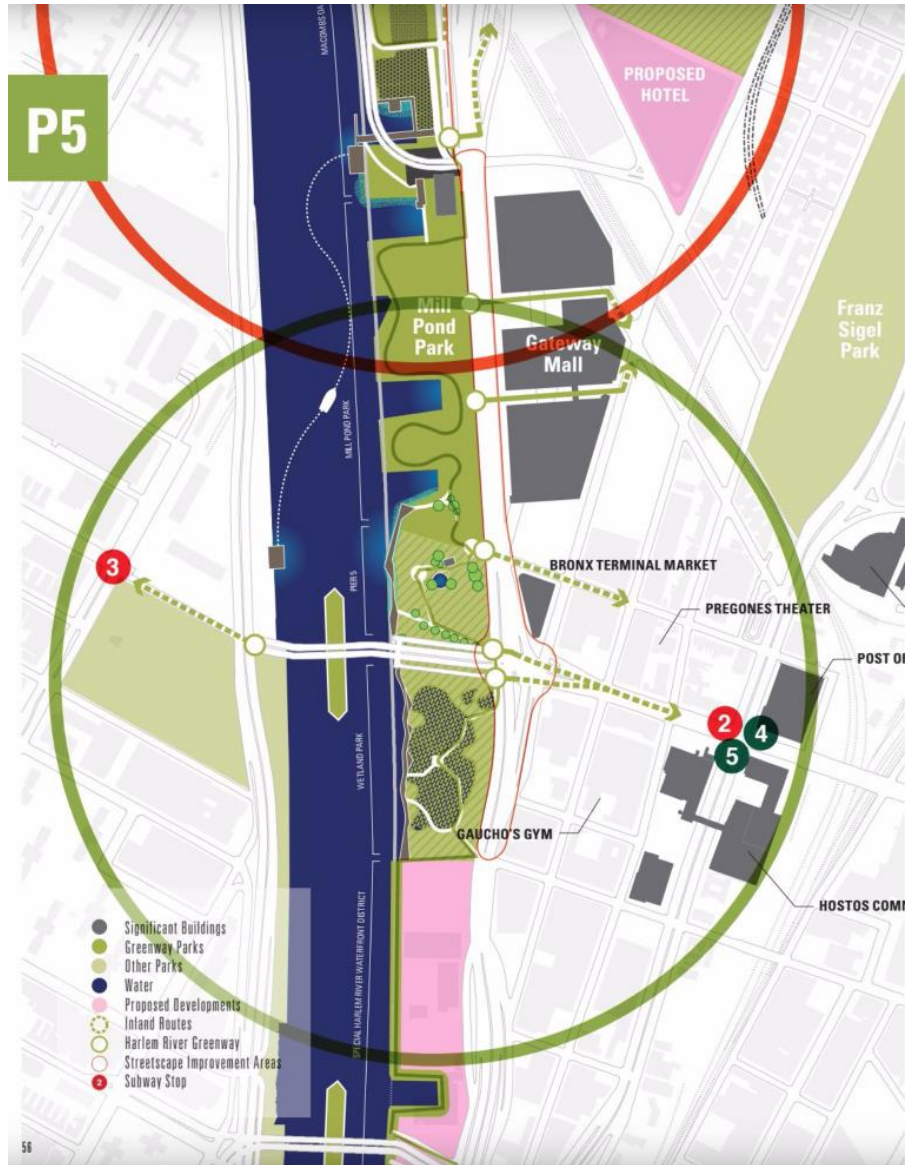 MACOMBS DA
P5
PROPOSED
HOTEL
Mill
Pond
Park
Gateway
Mall
Franz
Sigel
Park
MILL POND PARK
3
PIER 5
BRONX TERMINAL MARKET
PREGONES THEATER
POST OF
2
4
5
WETLAND PARK
GAUCHO'S GYM
HOSTOS COMM
SPECIAL HARLEM RIVER WATERFRONT DISTRICT
Significant Buildings
Greenway Parks
Other Parks
Water
Proposed Developments
Inland Routes
Harlem River Greenway
Streetscape Improvement Areas
2 Subway Stop
56